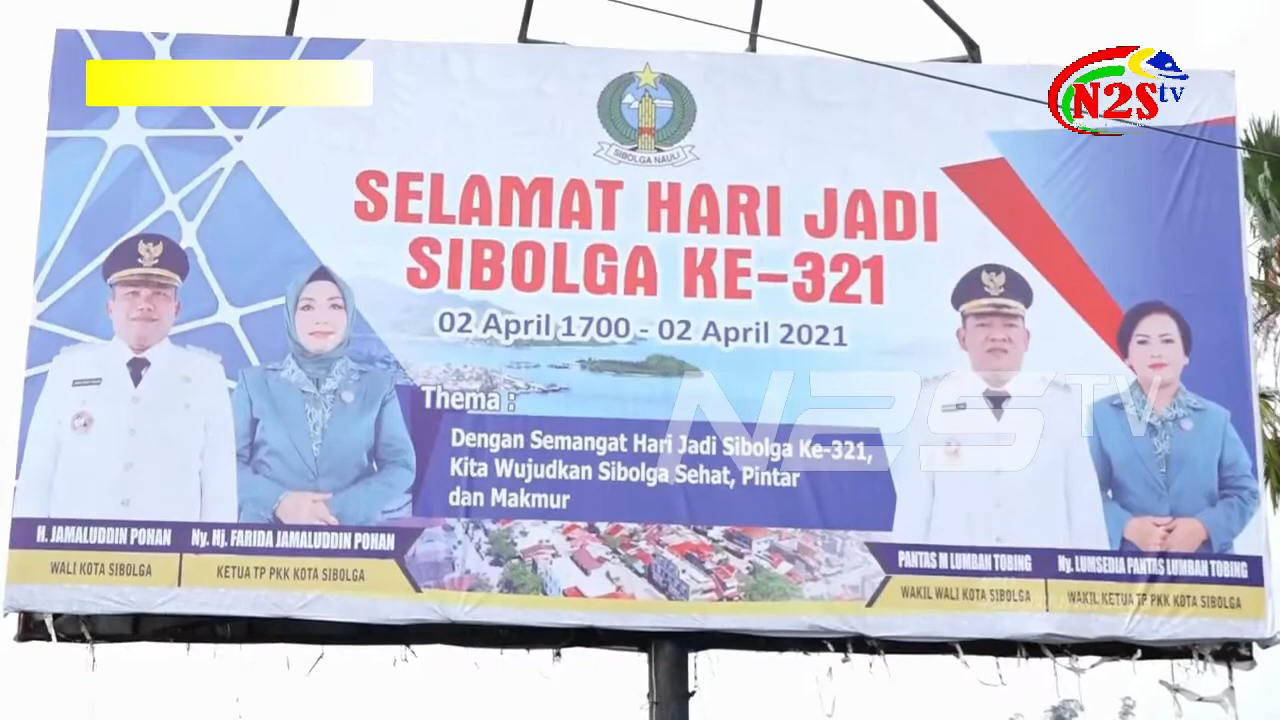 N2S tv
SIBOLGA NAULI
SELAMAT HARI JADI
SIBOLGA KE-321
02 April 1700 - 02 April 2021
Thema :
Dengan Semangat Hari Jadi Sibolga Ke-321,
Kita Wujudkan Sibolga Sehat, Pintar
dan Makmur
N2S TV
H. JAMALUDDIN POHAN
WALI KOTA SIBOLGA
Ny. Hj. FARIDA JAMALUDDIN POHAN
KETUA TP PKK KOTA SIBOLGA
PANTAS M LUMBAN TOBING
WAKIL WALI KOTA SIBOLGA
Ny. LUMSEDIA PANTAS LUMBAN TOBING
WAKIL KETUA TP PKK KOTA SIBOLGA